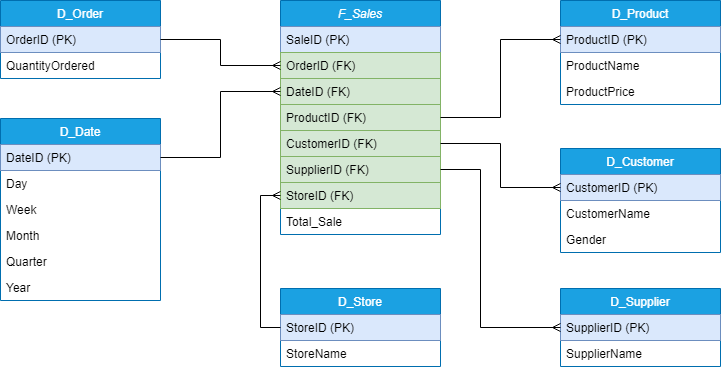 D_Order
OrderID (PK)
QuantityOrdered
D_Date
DateID (PK)
Day
Week
Month
Quarter
Year
F_Sales
SaleID (PK)
OrderID (FK)
DateID (FK)
ProductID (FK)
CustomerID (FK)
SupplierID (FK)
StoreID (FK)
Total_Sale
D_Store
StoreID (PK)
StoreName
D_Product
ProductID (PK)
ProductName
ProductPrice
D_Customer
CustomerID (PK)
CustomerName
Gender
D_Supplier
SupplierID (PK)
SupplierName